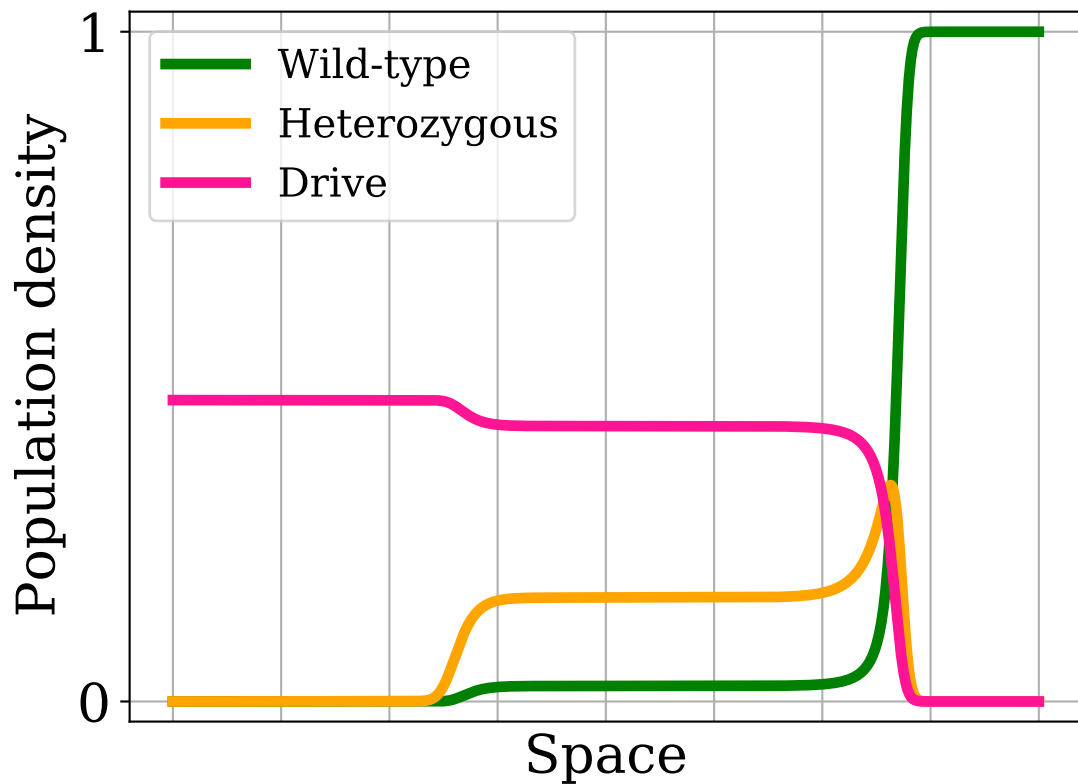 1
Wild-type
Heterozygous
Drive
Population density
0
Space